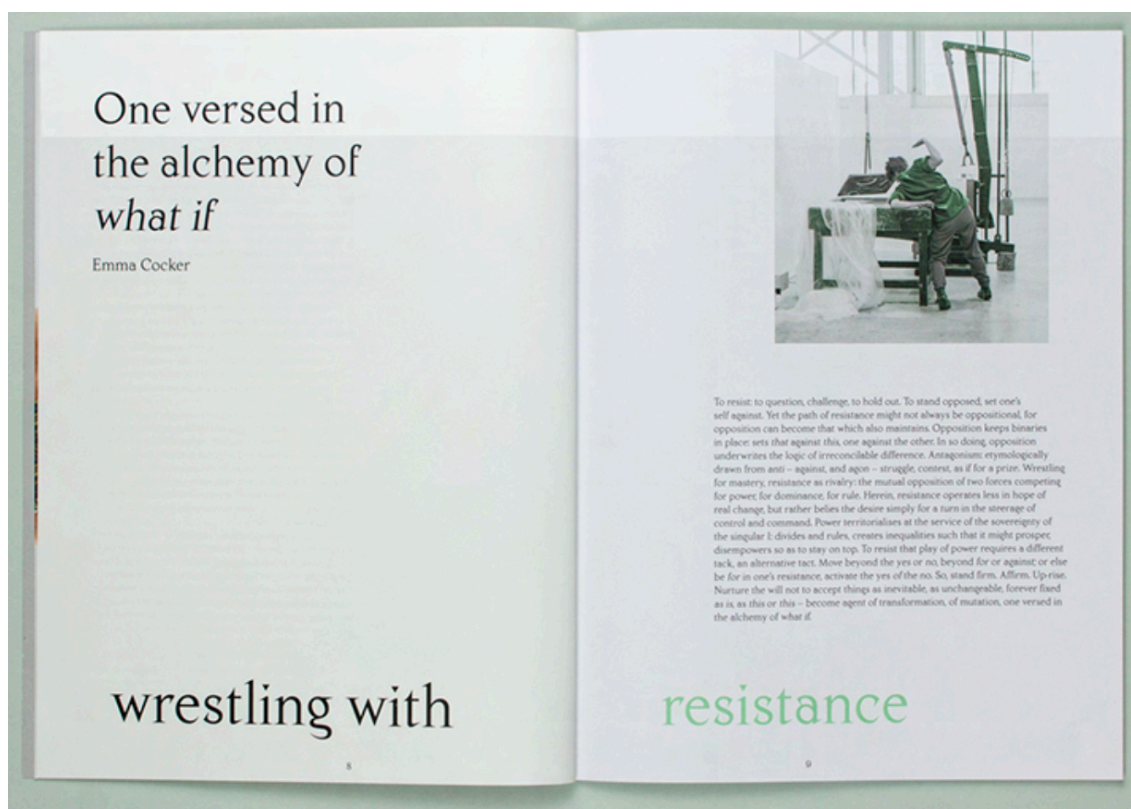 One versed in
the alchemy of
what if
Emma Cocker
wrestling with
8
To resist: to question, challenge, to hold out. To stand opposed, set one's
self against. Yet the path of resistance might not always be oppositional, for
opposition can become that which also maintains. Opposition keeps binaries
in place: sets that against this, one against the other. In so doing, opposition
underwrites the logic of irreconcilable difference. Antagonism: etymologically
drawn from anti – against, and agon – struggle, contest, as if for a prize. Wrestling
for mastery, resistance as rivalry: the mutual opposition of two forces competing
for power, for dominance, for rule. Herein, resistance operates less in hope of
real change, but rather belies the desire simply for a turn in the steerage of
control and command. Power territorialises at the service of the sovereignty of
the singular I: divides and rules, creates inequalities such that it might prosper,
disempowers so as to stay on top. To resist that play of power requires a different
tack, an alternative tact. Move beyond the yes or no, beyond for or against: or else
be for in one's resistance, activate the yes of the no. So, stand firm. Affirm. Up-rise.
Nurture the will not to accept things as inevitable, as unchangeable, forever fixed
as is, as this or this – become agent of transformation, of mutation, one versed in
the alchemy of what if.
resistance
9